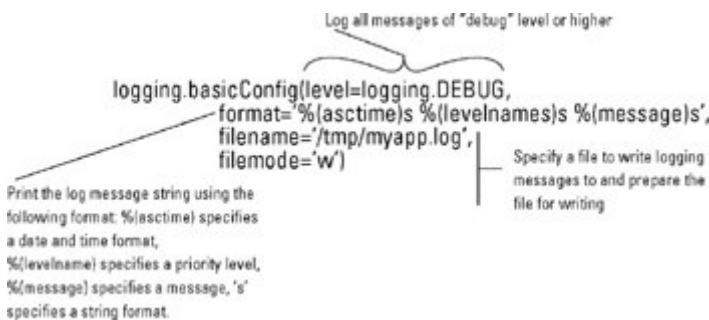 Log all messages of "debug" level or higher
logging.basicConfig(level=logging.DEBUG,
format='%(asctime)s %(levelnames)s %(message)s',
filename='/tmp/myapp.log',
filemode='w')
Specify a file to write logging
messages to and prepare the
file for writing
Print the log message string using the
following format: %(asctime) specifies
a date and time format,
%(levelname) specifies a priority level,
%(message) specifies a message, 's'
specifies a string format.